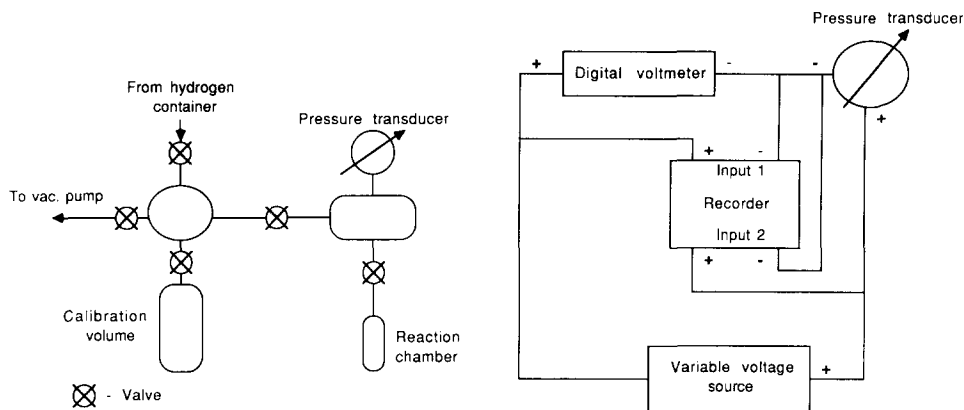 From hydrogen
container
Pressure transducer
To vac. pump
Calibration
volume
Reaction
chamber
- Valve
Pressure transducer
+
Digital voltmeter
-
-
+
+
-
Input 1
Recorder
Input 2
+
-
Variable voltage
source
+